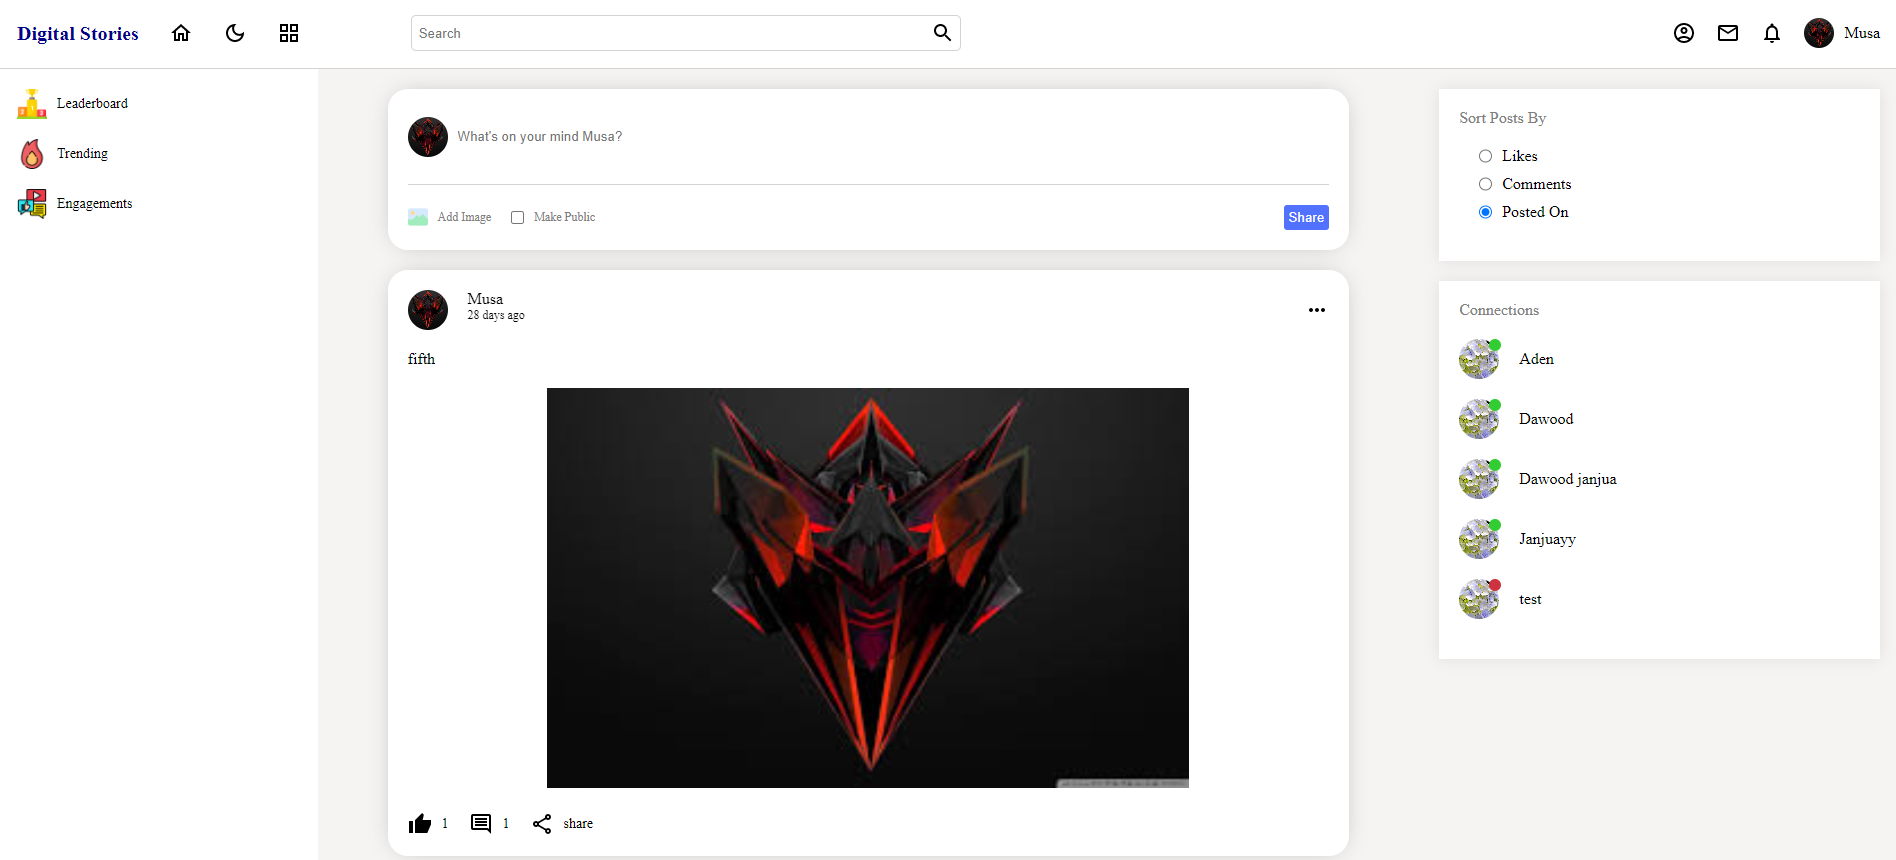 Digital Stories
Search
Musa
Leaderboard
Trending
Engagements
What's on your mind Musa?
Add Image
Make Public
Share
Musa
28 days ago
fifth
1
1
share
Sort Posts By
Likes
Comments
Posted On
Connections
Aden
Dawood
Dawood janjua
Janjuayy
test